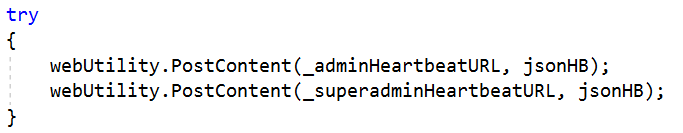 try
{
webUtility.PostContent(_adminHeartbeatURL, jsonHB);
webUtility.PostContent(_superadminHeartbeatURL, jsonHB);
}